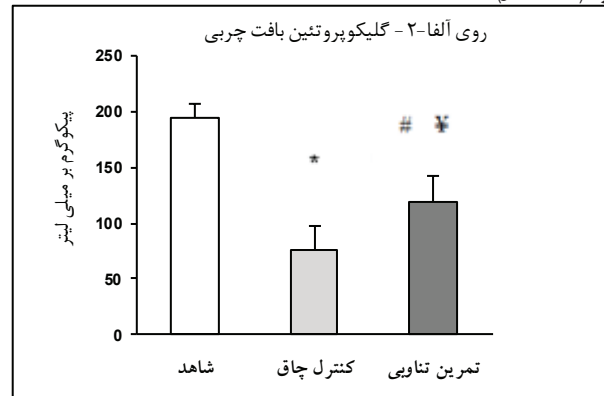 روی آلفا-۲- گلیکوپروتئین بافت چربی
پیکوگرم بر میلی لیتر
250
200
150
100
50
0
# ¥
*
شاهد
کنترل چاق
تمرین تناوبی